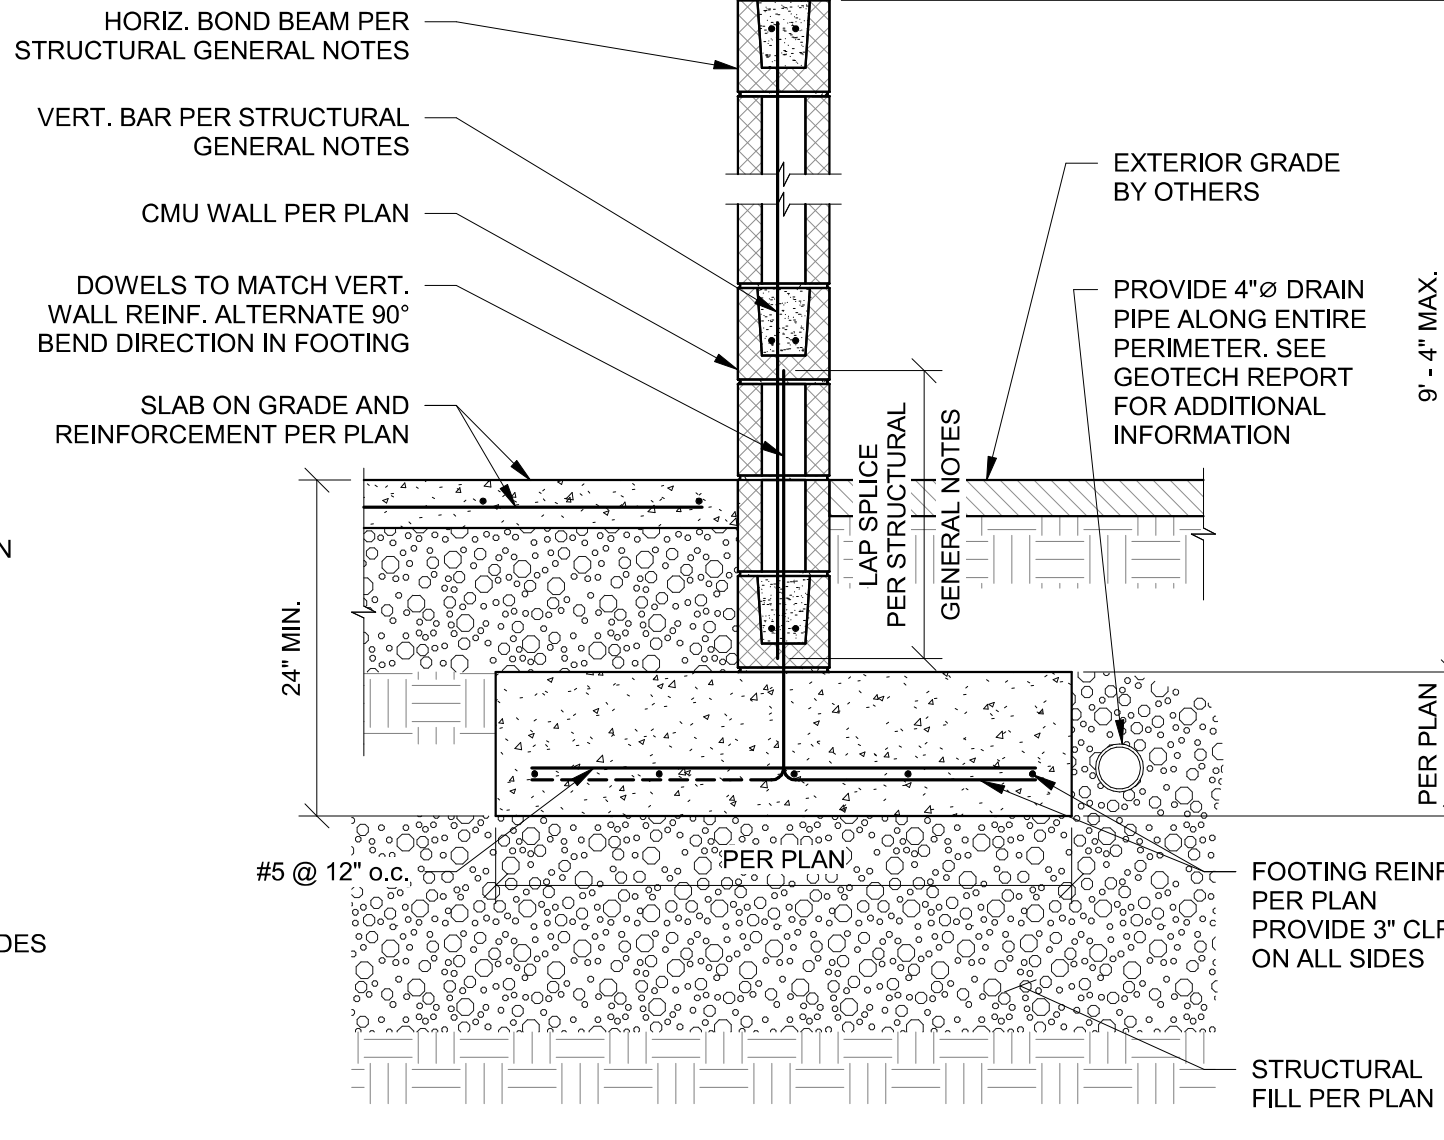 HORIZ. BOND BEAM PER
STRUCTURAL GENERAL NOTES
VERT. BAR PER STRUCTURAL
GENERAL NOTES
CMU WALL PER PLAN
DOWELS TO MATCH VERT.
WALL REINF. ALTERNATE 90°
BEND DIRECTION IN FOOTING
SLAB ON GRADE AND
REINFORCEMENT PER PLAN
EXTERIOR GRADE
BY OTHERS
PROVIDE 4"Ø DRAIN
PIPE ALONG ENTIRE
PERIMETER. SEE
GEOTECH REPORT
FOR ADDITIONAL
INFORMATION
9' - 4" MAX.
LAP SPLICE
PER STRUCTURAL
GENERAL NOTES
N
24" MIN.
PER PLAN
PER PLAN
#5 @ 12" o.c.
DES
FOOTING REINF
PER PLAN
PROVIDE 3" CLR
ON ALL SIDES
STRUCTURAL
FILL PER PLAN